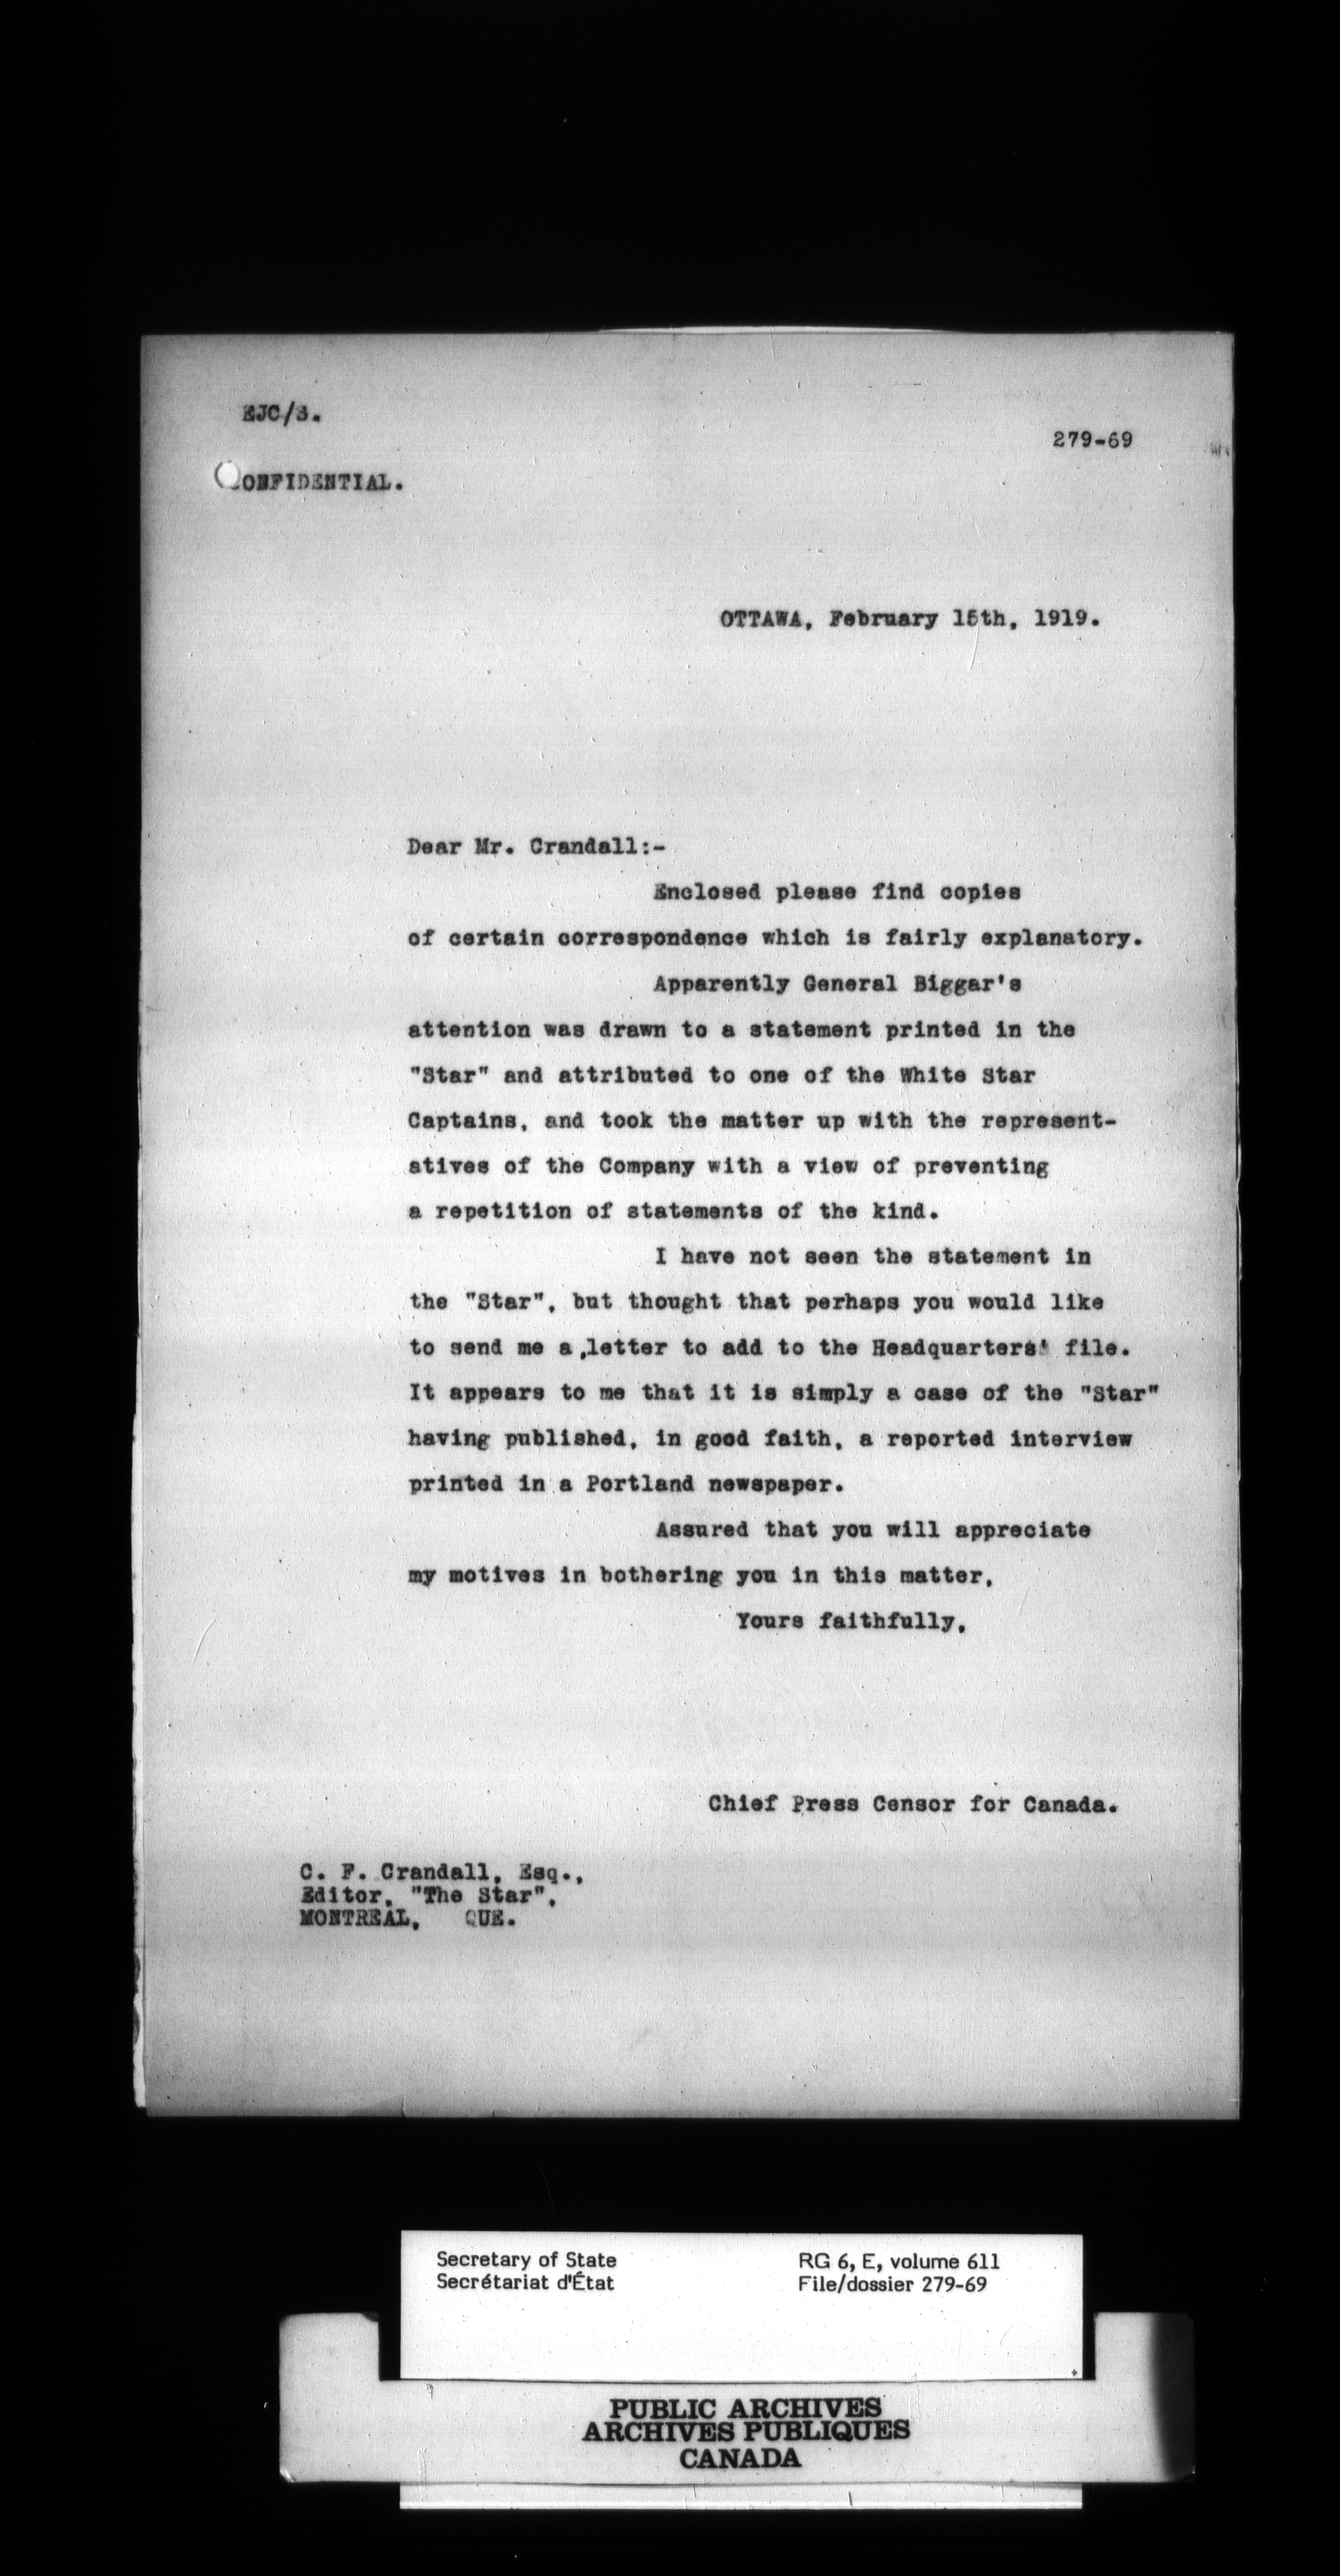 EJC/S.
279-69
CONFIDENTIAL.
OTTAWA, February 15th, 1919.
Dear Mr. Crandall:-
Enclosed please find copies
of certain correspondence which is fairly explanatory.
Apparently General Biggar's
attention was drawn to a statement printed in the
"Star" and attributed to one of the White Star
Captains, and took the matter up with the represent-
atives of the Company with a view of preventing
a repetition of statements of the kind.
I have not seen the statement in
the "Star", but thought that perhaps you would like
to send me a letter to add to the Headquarters' file.
It appears to me that it is simply a case of the "Star"
having published, in good faith, a reported interview
printed in a Portland newspaper.
Assured that you will appreciate
my motives in bothering you in this matter,
Yours faithfully,
Chief Press Censor for Canada.
C. F. Crandall, Esq.,
Editor, "The Star",
MONTREAL, QUE.
Secretary of State
Secrétariat d'État
RG 6, E, volume 611
File/dossier 279-69
PUBLIC ARCHIVES
ARCHIVES PUBLIQUES
CANADA